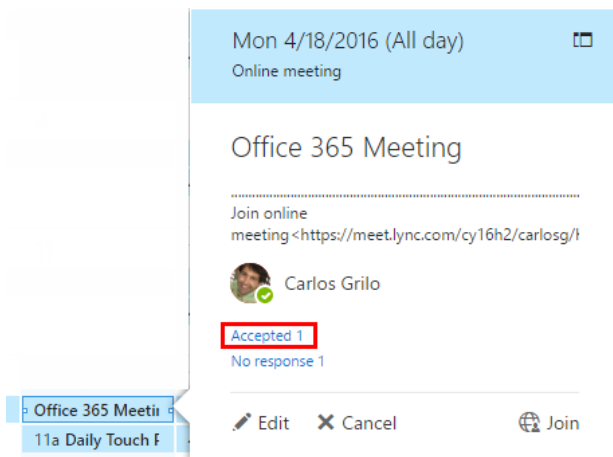 Mon 4/18/2016 (All day)
Online meeting
Office 365 Meeting
Join online
meeting<https://meet.lync.com/cy16h2/carlosg/
Carlos Grilo
Accepted 1
No response 1
Office 365 Meeti
11a Daily Touch
Edit
Cancel
Join